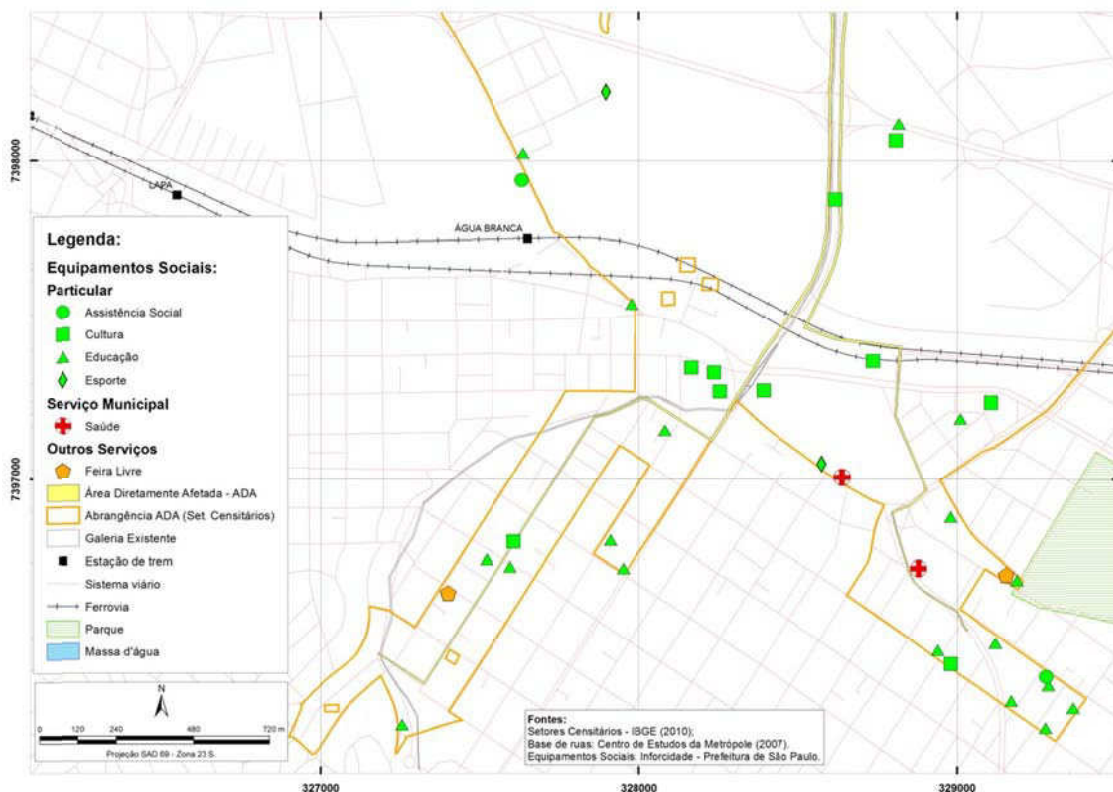 7398000
7397000
LAPA
ÁGUA BRANCA
Legenda:
Equipamentos Sociais:
Particular
Assistência Social
Cultura
Educação
Esporte
Serviço Municipal
Saúde
Outros Serviços
Feira Livre
Área Diretamente Afetada - ADA
Abrangência ADA (Set. Censitários)
Galeria Existente
Estação de trem
Sistema viário
Ferrovia
Parque
Massa d'água
N
0 120 240 480 720 m
Projeção SAD 69 - Zona 23 S.
Fontes:
Setores Censitários - IBGE (2010);
Base de ruas: Centro de Estudos da Metrópole (2007).
Equipamentos Sociais: Inforcidade - Prefeitura de São Paulo.
327000 328000 329000